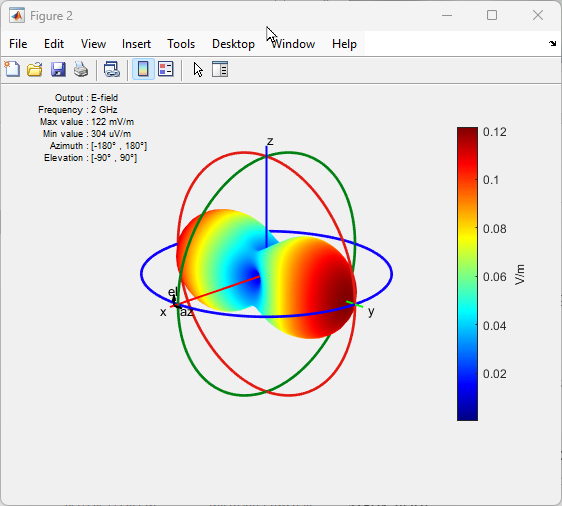 Figure 2
File Edit View Insert Tools Desktop Window Help
Output : E-field
Frequency : 2 GHz
Max value : 122 mV/m
Min value : 304 uV/m
Azimuth : [-180° , 180°]
Elevation : [-90° , 90°]
z
0.12
0.1
0.08
0.06
0.04
0.02
V/m
el
x az
y